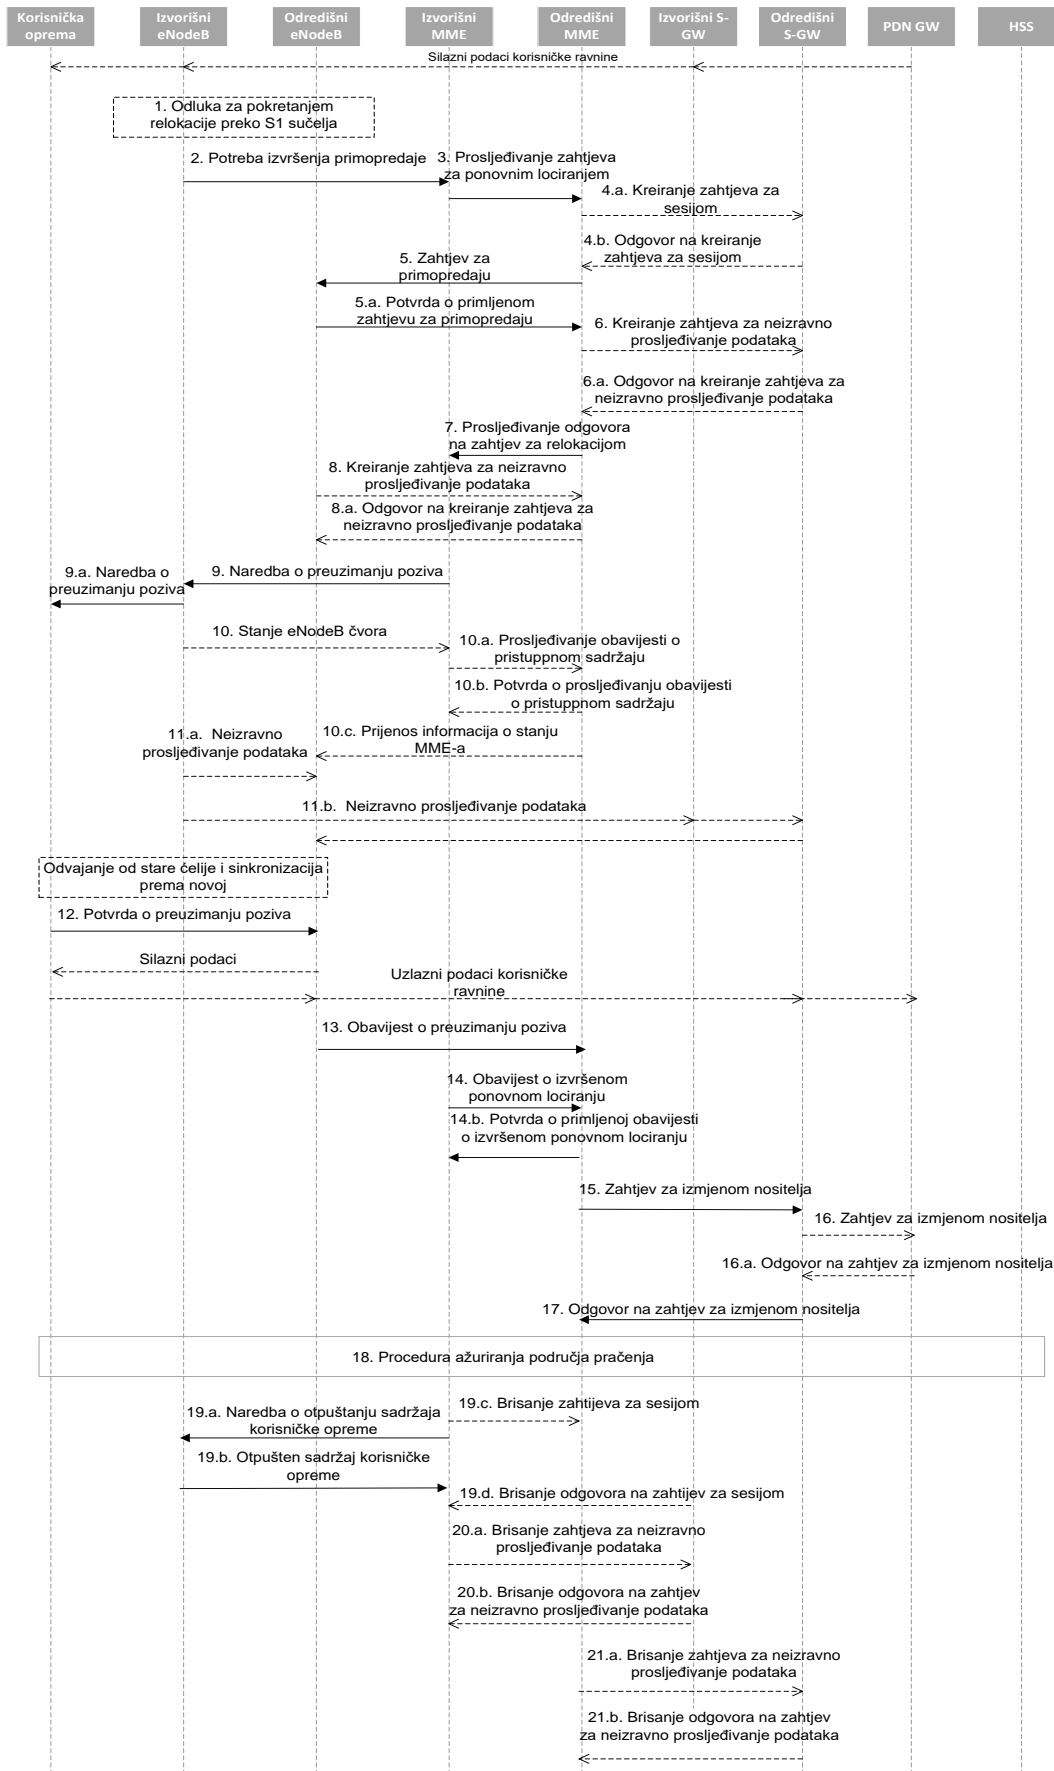 Korisnička
oprema
Izvorišni
eNodeB
Odredišni
eNodeB
Izvorišni
MME
Odredišni
MME
Izvorišni S-
GW
Odredišni
S-GW
PDN GW
HSS
Silazni podaci korisničke ravnine
1. Odluka za pokretanjem
relokacije preko S1 sučelja
2. Potreba izvršenja primopredaje
3. Prosljeđivanje zahtjeva
za ponovnim lociranjem
4.a. Kreiranje zahtjeva za
sesijom
4.b. Odgovor na kreiranje
zahtjeva za sesijom
5. Zahtjev za
primopredaju
5.a. Potvrda o primljenom
zahtjevu za primopredaju
6. Kreiranje zahtjeva za neizravno
prosljeđivanje podataka
6.a. Odgovor na kreiranje zahtjeva za
neizravno prosljeđivanje podataka
7. Prosljeđivanje odgovora
na zahtjev za relokacijom
8. Kreiranje zahtjeva za neizravno
prosljeđivanje podataka
8.a. Odgovor na kreiranje zahtjeva za
neizravno prosljeđivanje podataka
9. Naredba o preuzimanju poziva
9.a. Naredba o
preuzimanju poziva
10. Stanje eNodeB čvora
10.a. Prosljeđivanje obavijesti o
pristuppnom sadržaju
10.b. Potvrda o prosljeđivanju obavijesti
o pristuppnom sadržaju
10.c. Prijenos informacija o stanju
MME-a
11.a. Neizravno
prosljeđivanje podataka
11.b. Neizravno prosljeđivanje podataka
Odvajanje od stare ćelije i sinkronizacija
prema novoj
12. Potvrda o preuzimanju poziva
Silazni podaci
Uzlazni podaci korisničke
ravnine
13. Obavijest o preuzimanju poziva
14. Obavijest o izvršenom
ponovnom lociranju
14.b. Potvrda o primljenoj obavijesti
o izvršenom ponovnom lociranju
15. Zahtjev za izmjenom nositelja
16. Zahtjev za izmjenom nositelja
16.a. Odgovor na zahtjev za izmjenom nositelja
17. Odgovor na zahtjev za izmjenom nositelja
18. Procedura ažuriranja područja pračenja
19.c. Brisanje zahtijeva za sesijom
19.a. Naredba o otpuštanju sadržaja
korisničke opreme
19.b. Otpušten sadržaj korisničke
opreme
19.d. Brisanje odgovora na zahtijev za sesijom
20.a. Brisanje zahtjeva za neizravno
prosljeđivanje podataka
20.b. Brisanje odgovora na zahtjev
za neizravno prosljeđivanje podataka
21.a. Brisanje zahtjeva za neizravno
prosljeđivanje podataka
21.b. Brisanje odgovora na zahtjev
za neizravno prosljeđivanje podataka